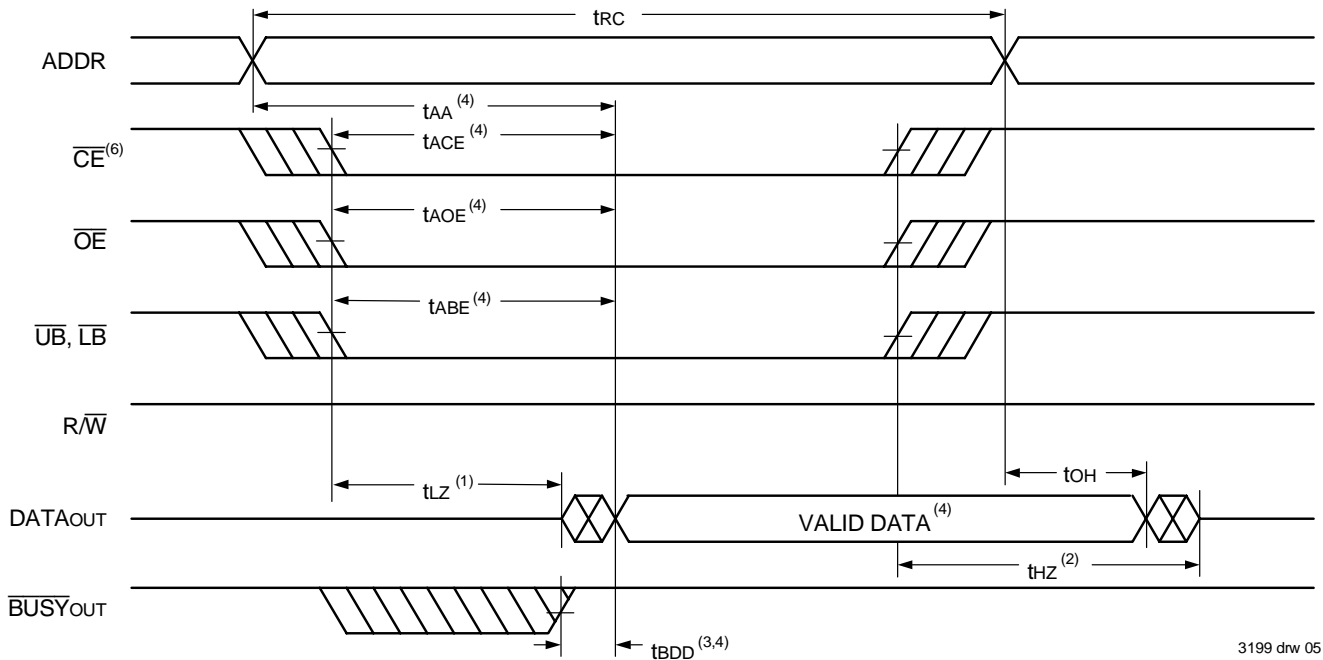 tRC
ADDR
tAA (4)
CE(6)
tACE (4)
tAOE (4)
OE
tABE (4)
UB, LB
R/W
tLZ (1)
tOH
DATAOUT
VALID DATA(4)
tHZ (2)
BUSYOUT
tBDD (3,4)
3199 drw 05